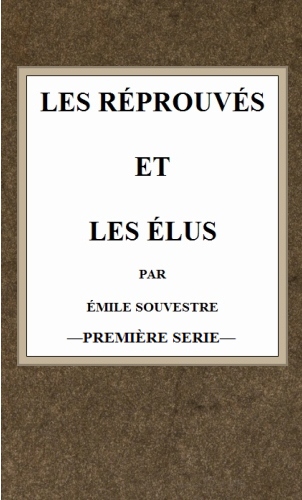 LES RÉPROUVÉS
ET
LES ÉLUS
PAR
ÉMILE SOUVESTRE
—PREMIÈRE SERIE—